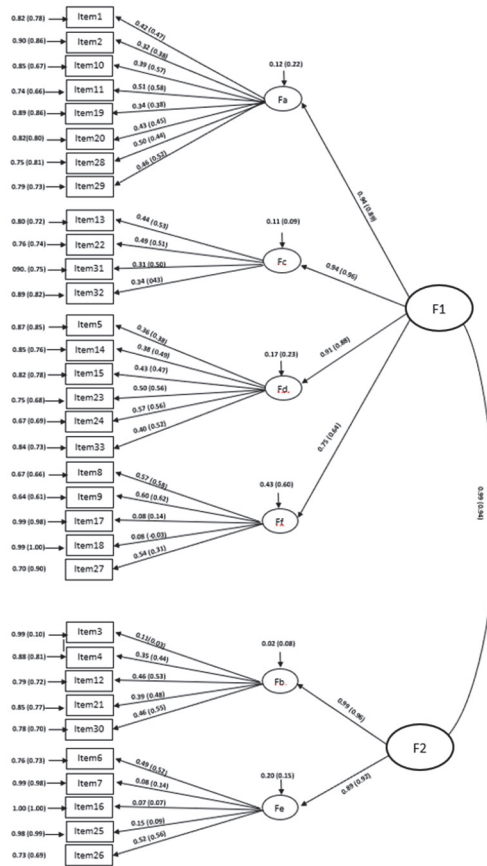 0.82 (0.78) Item1
0.90 (0.86) Item2
0.85 (0.67) Item10
0.74 (0.66) Item11
0.89 (0.86) Item19
0.82(0.80) Item20
0.75 (0.81) Item28
0.79 (0.73) Item29
0.42 (0.47)
0.32 (0.38)
0.39 (0.57)
0.51 (0.58)
0.34 (0.38)
0.43 (0.45)
0.50 (0.44)
0.46 (0.52)
0.12 (0.22)
Fa
0.94 (0.89)
0.80 (0.72) Item13
0.76 (0.74) Item22
090. (0.75) Item31
0.89 (0.82) Item32
0.44 (0.53)
0.49 (0.51)
0.31 (0.50)
0.34 (043)
0.11 (0.09)
Fc
0.94 (0.96)
F1
0.87 (0.85) Item5
0.85 (0.76) Item14
0.82 (0.78) Item15
0.75 (0.68) Item23
0.67 (0.69) Item24
0.84 (0.73) Item33
0.36 (0.38)
0.38 (0.49)
0.43 (0.47)
0.50 (0.56)
0.57 (0.56)
0.40 (0.52)
0.17 (0.23)
Fd
0.91 (0.88)
0.67 (0.66) Item8
0.64 (0.61) Item9
0.99 (0.98) Item17
0.99 (1.00) Item18
0.70 (0.90) Item27
0.57 (0.58)
0.60 (0.62)
0.08 (0.14)
0.08 (-0.03)
0.54 (0.31)
0.43 (0.60)
Ff
0.75 (0.64)
0.99 (0.94)
0.99 (0.10) Item3
0.88 (0.81) Item4
0.79 (0.72) Item12
0.85 (0.77) Item21
0.78 (0.70) Item30
0.11(0.03)
0.35 (0.44)
0.46 (0.53)
0.39 (0.48)
0.46 (0.55)
0.02 (0.08)
Fb
0.99 (0.96)
F2
0.76 (0.73) Item6
0.99 (0.98) Item7
1.00 (1.00) Item16
0.98 (0.99) Item25
0.73 (0.69) Item26
0.49 (0.52)
0.08 (0.14)
0.07 (0.07)
0.15 (0.09)
0.52 (0.56)
0.20 (0.15)
Fe
0.89 (0.92)